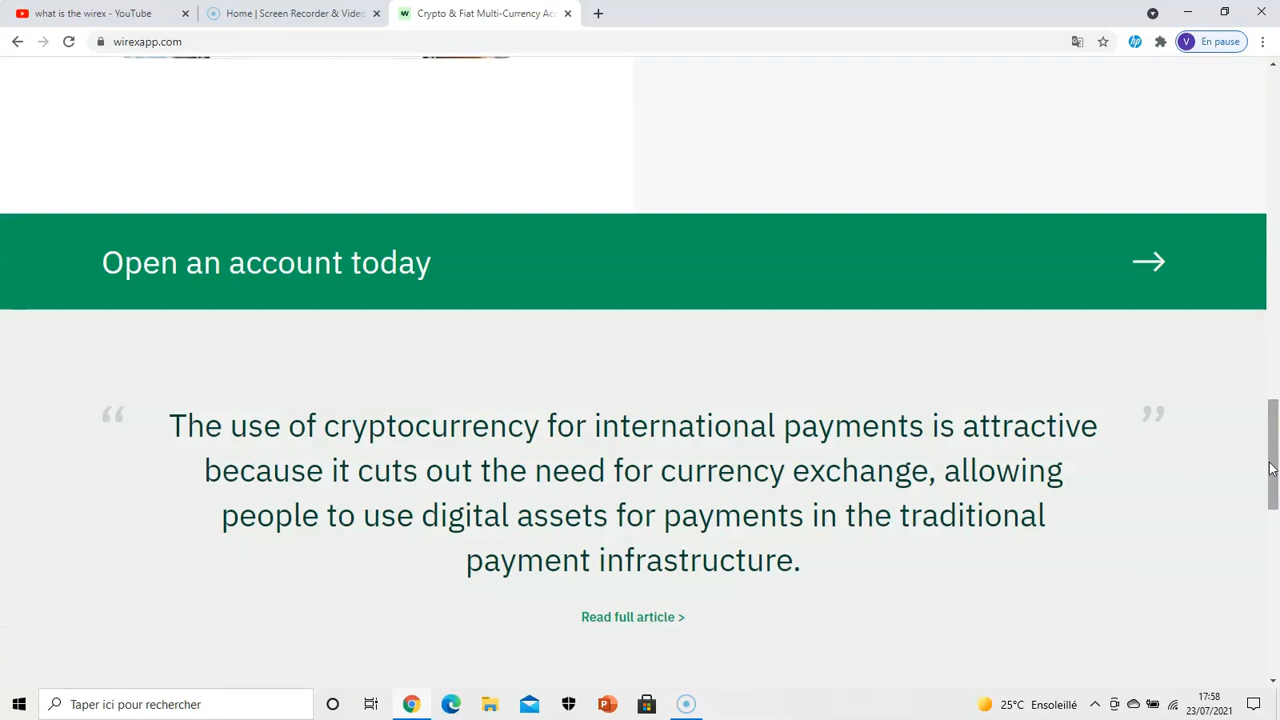 what is the wirex - YouTube
Home | Screen Recorder & Video
Crypto & Fiat Multi-Currency Acc
wirexapp.com
V En pause
Open an account today
“ The use of cryptocurrency for international payments is attractive ”
because it cuts out the need for currency exchange, allowing
people to use digital assets for payments in the traditional
payment infrastructure.
Read full article >
Taper ici pour rechercher
25°C Ensoleillé
17:58
23/07/2021